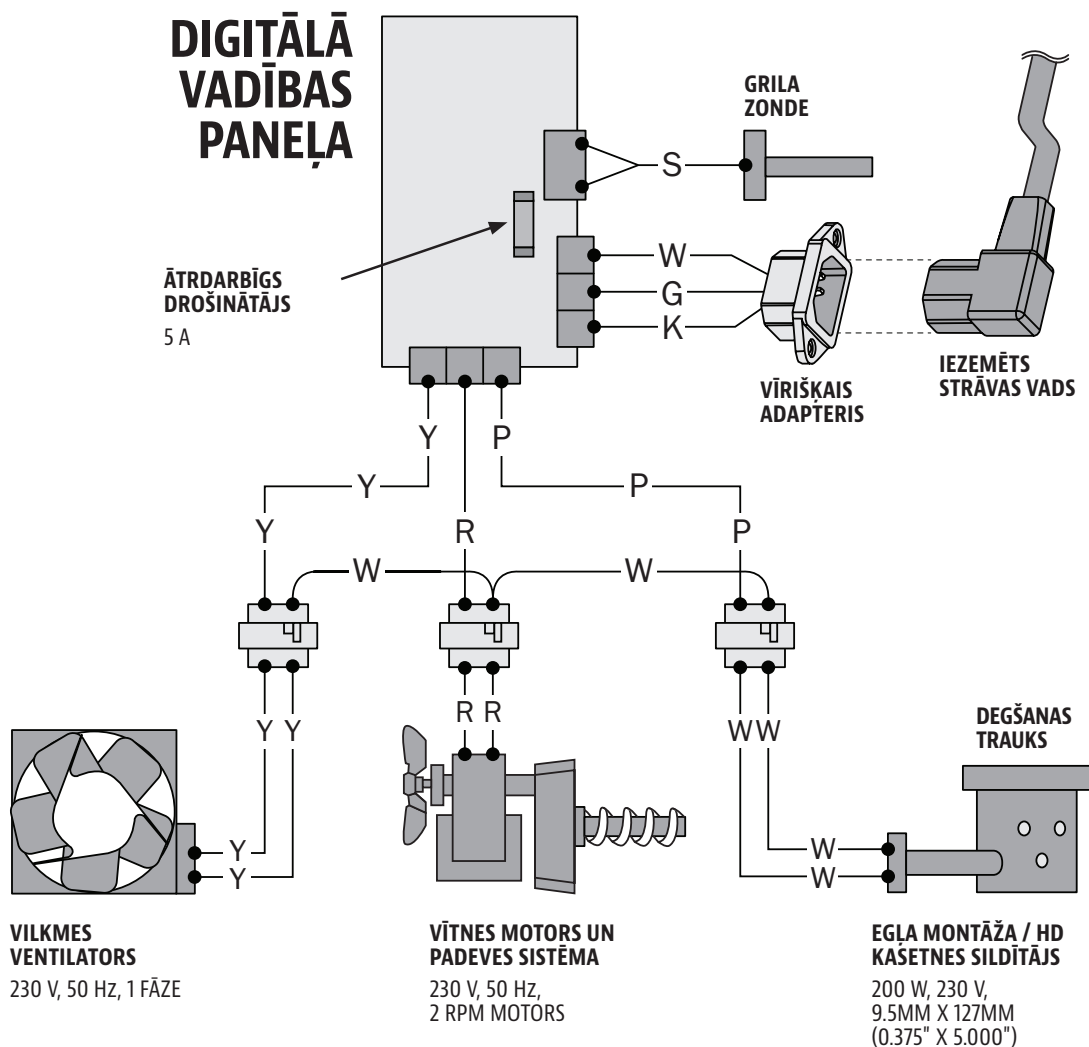 DIGITĀLĀ
VADĪBAS
PANEĻA
GRILA
ZONDE
S
ĀTRDARBĪGS
DROŠINĀTĀJS
5 A
W
G
K
VĪRIŠĶAIS
ADAPTERIS
IEZEMĒTS
STRĀVAS VADS
Y
P
Y
P
Y
R
P
W
W
Y Y
R R
W W
DEGŠANAS
TRAUKS
Y
Y
W
W
VILKMES
VENTILATORS
230 V, 50 Hz, 1 FĀZE
VĪTNES MOTORS UN
PADEVES SISTĒMA
230 V, 50 Hz,
2 RPM MOTORS
EGĻA MONTĀŽA / HD
KASETNES SILDĪTĀJS
200 W, 230 V,
9.5MM X 127MM
(0.375" X 5.000")